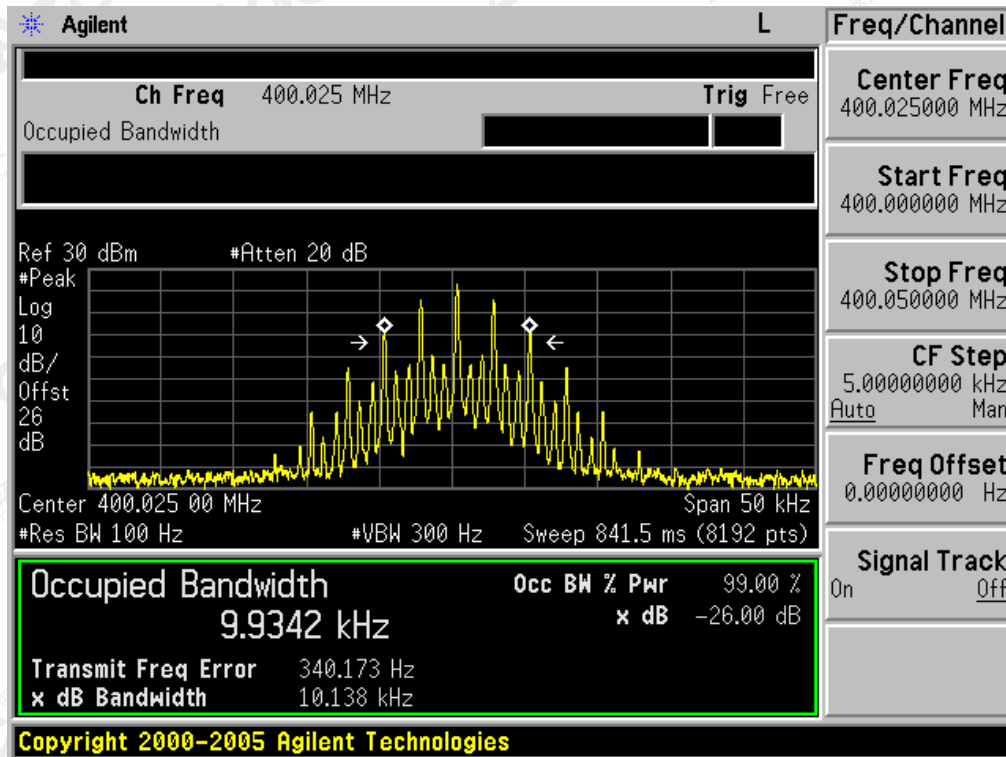 Agilent L
Freq/Channel
Ch Freq 400.025 MHz Trig Free
Occupied Bandwidth
Center Freq
400.025000 MHz
Start Freq
400.000000 MHz
Stop Freq
400.050000 MHz
CF Step
5.00000000 kHz
Auto Man
Freq Offset
0.00000000 Hz
Signal Track
On Off
Ref 30 dBm #Atten 20 dB
#Peak
Log
10
dB/
Offst
26
dB
Center 400.025 00 MHz Span 50 kHz
#Res BW 100 Hz #VBW 300 Hz Sweep 841.5 ms (8192 pts)
Occupied Bandwidth
9.9342 kHz
Occ BW % Pwr 99.00 %
x dB -26.00 dB
Transmit Freq Error 340.173 Hz
x dB Bandwidth 10.138 kHz
Copyright 2000-2005 Agilent Technologies